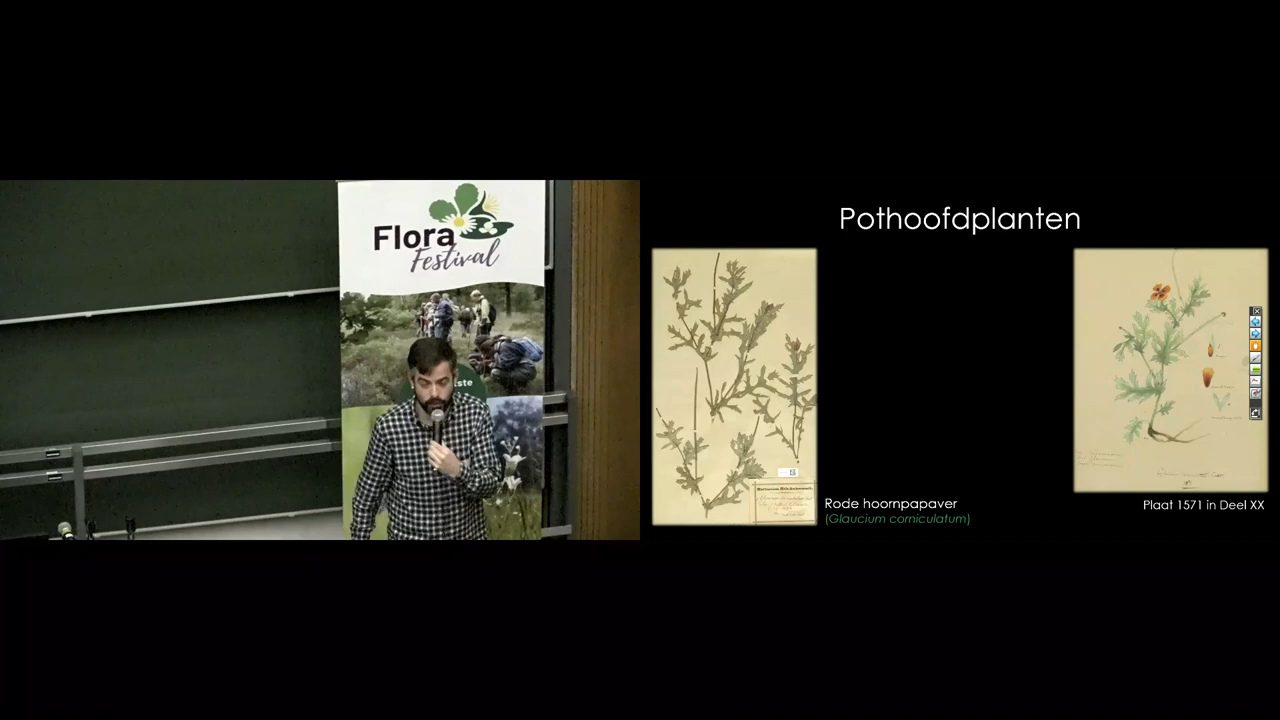 Flora
Festival
Pothoofdplanten
Rode hoornpapaver
(Glaucium corniculatum)
Plaat 1571 in Deel XX